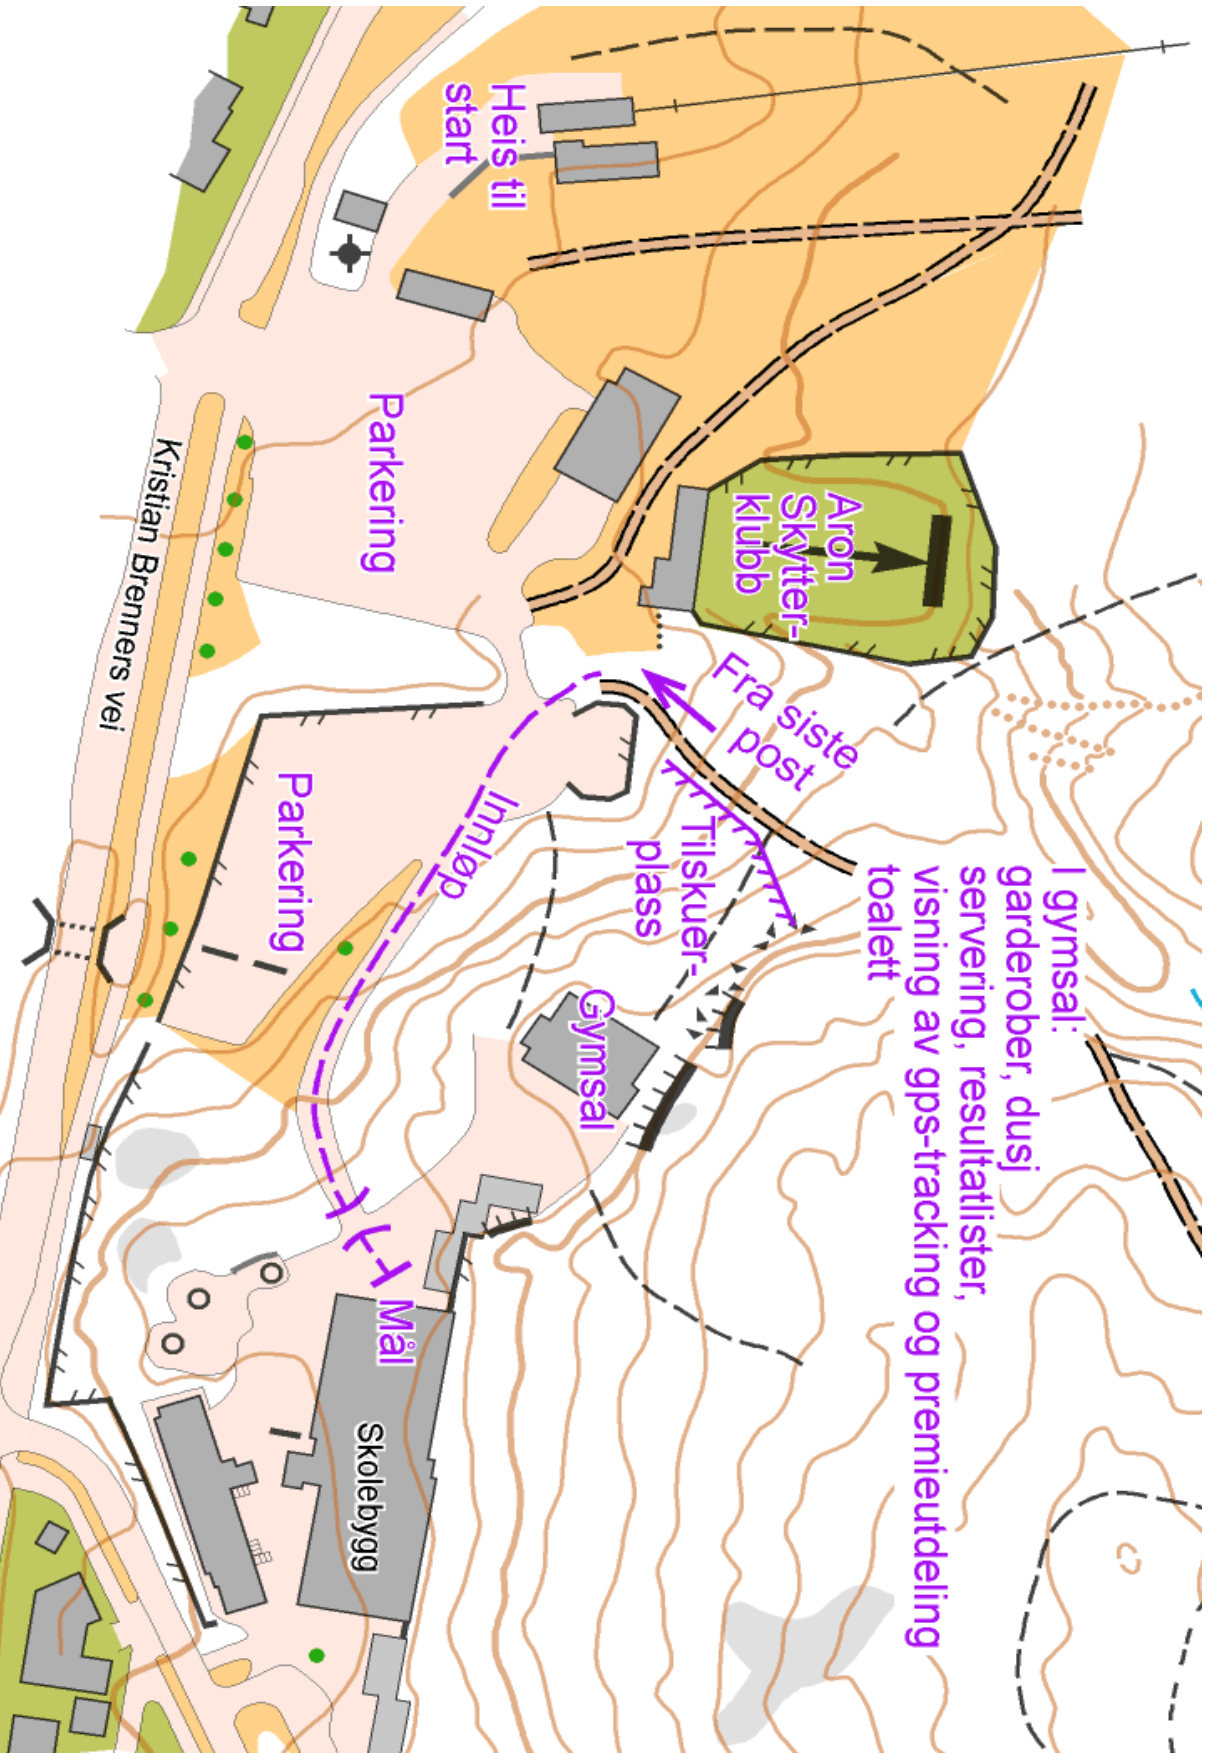 I gymsal:
garderober, dusj
servering, resultatlister,
visning av gps-tracking og premieutdeling
toalett
Aron
Skytter-
klubb
Fra siste
post
Tilskuer-
plass
Gymsal
Heis til
start
Innløp
Parkering
Mål
Skolebygg
Parkering
Kristian Brenners vei